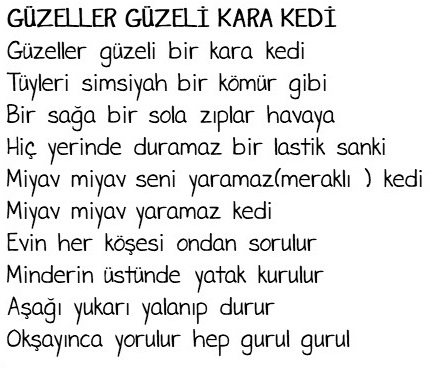 GÜZELLER GÜZELİ KARA KEDİ
Güzeller güzeli bir kara kedi
Tüyleri simsiyah bir kömür gibi
Bir sağa bir sola zıplar havaya
Hiç yerinde duramaz bir lastik sanki
Miyav miyav seni yaramaz(meraklı ) kedi
Miyav miyav yaramaz kedi
Evin her köşesi ondan sorulur
Minderin üstünde yatak kurulur
Aşağı yukarı yalanıp durur
Okşayınca yorulur hep gurul gurul